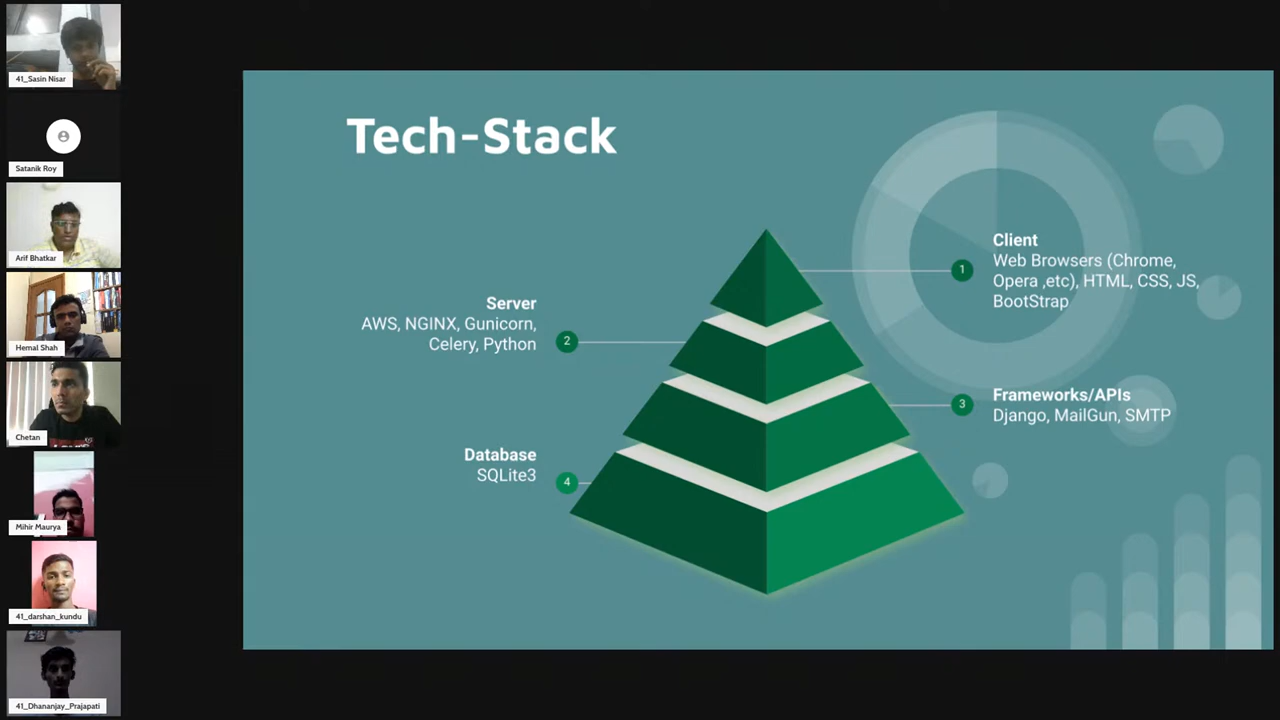 41_Sasin Nisar
Satanik Roy
Arif Bhatkar
Hemal Shah
Chetan
Mihir Maurya
41_darshan_kundu
41_Dhananjay_Prajapati
Tech-Stack
Client
Web Browsers (Chrome,
Opera ,etc), HTML, CSS, JS,
BootStrap
1
Server
AWS, NGINX, Gunicorn,
Celery, Python
2
Frameworks/APIs
Django, MailGun, SMTP
3
Database
SQLite3
4